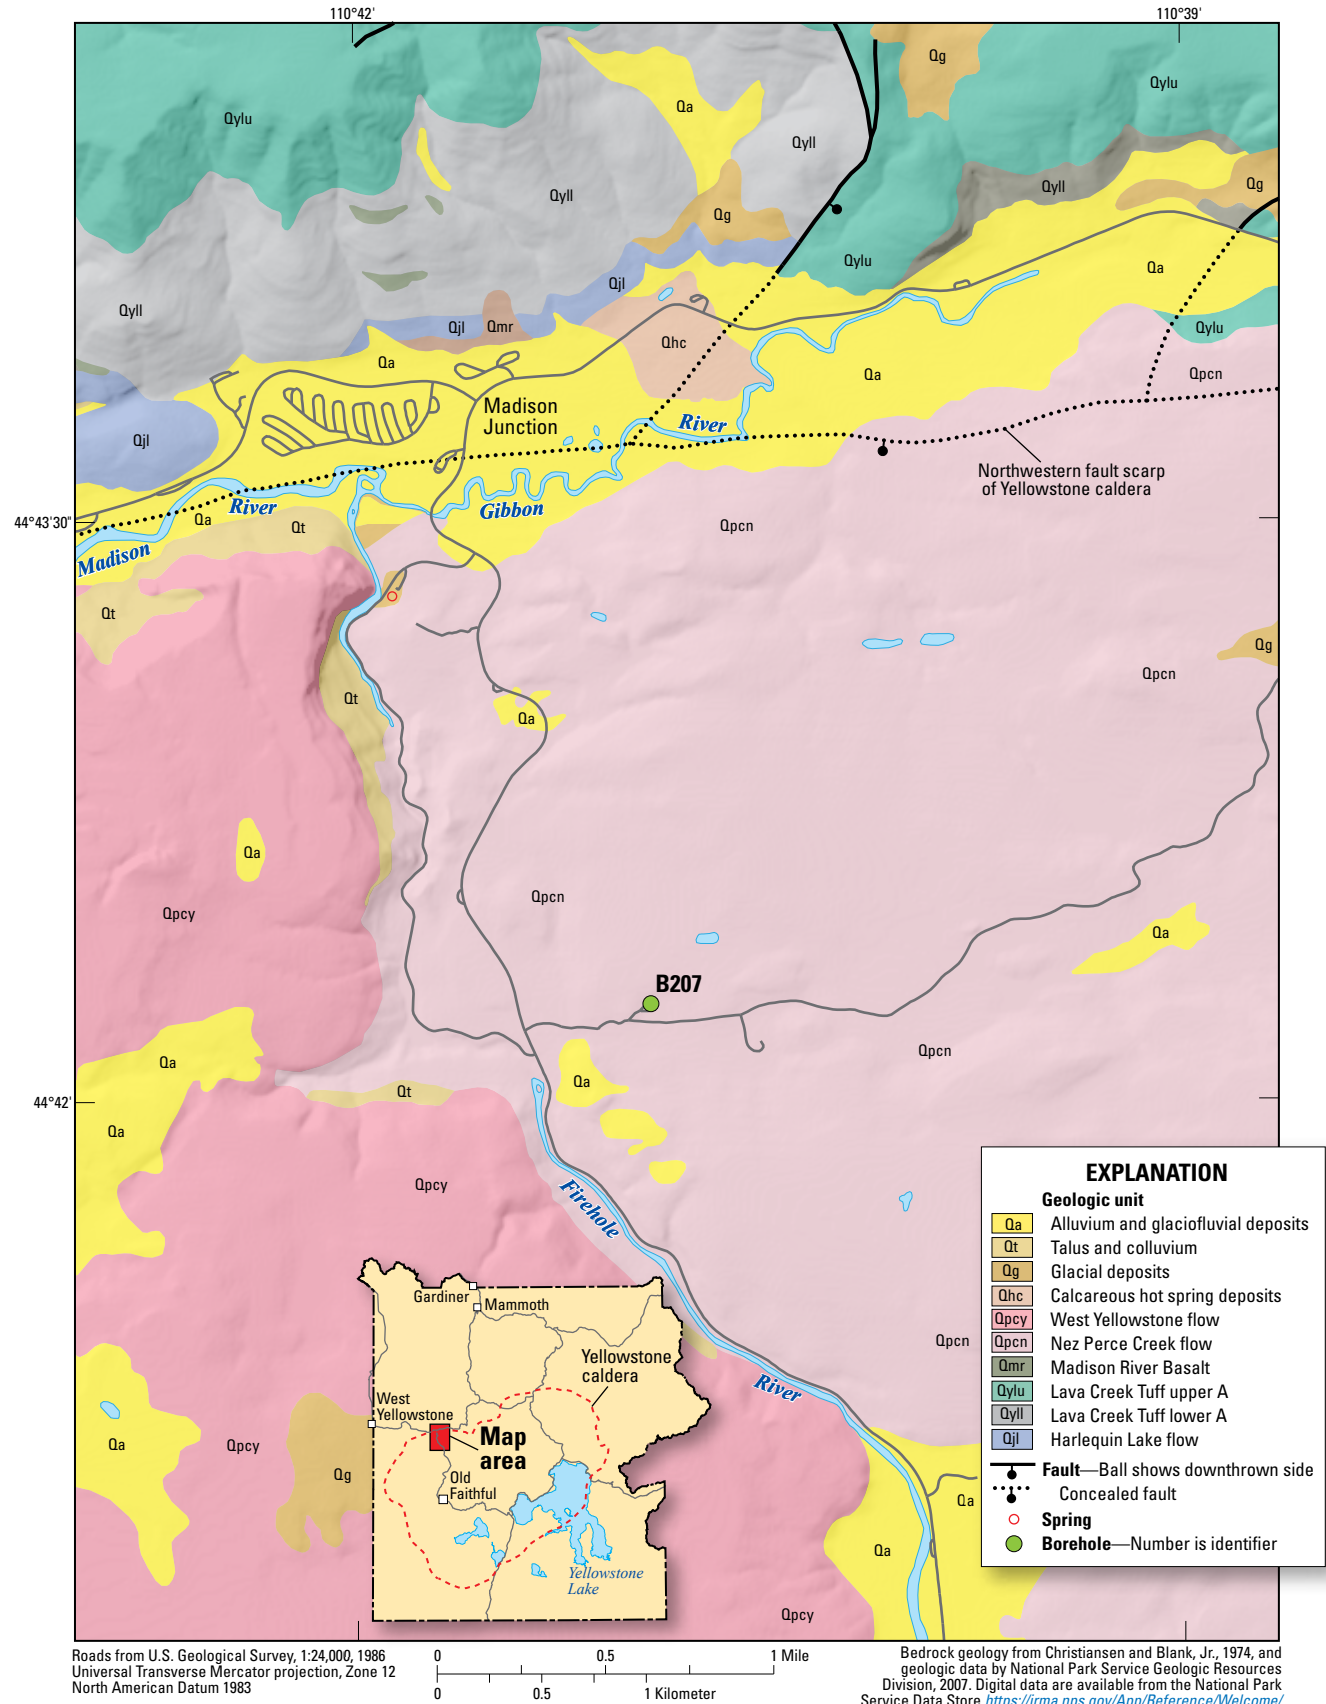 110°42'
110°39'
Qg
Qylu
Qa
Qylu
Qyll
Qyll
Qyll
Qg
Qg
Qylu
Qa
Qjl
Qyll
Qjl
Qmr
Qylu
Qhc
Qa
Qa
Qpcn
Madison
Junction
River
Qjl
Northwestern fault scarp
of Yellowstone caldera
River
Gibbon
44°43'30"
Qa
Qt
Qpcn
Madison
Qt
Qg
Qpcn
Qt
Qa
Qa
Qpcn
Qpcy
Qa
B207
Qa
Qpcn
Qa
Qt
44°42'
Qa
Qpcy
Firehole
Qpcn
River
Qa
Qpcy
Qg
Qa
Qa
Qpcy
EXPLANATION
Geologic unit
Qa Alluvium and glaciofluvial deposits
Qt Talus and colluvium
Qg Glacial deposits
Qhc Calcareous hot spring deposits
Qpcy West Yellowstone flow
Qpcn Nez Perce Creek flow
Qmr Madison River Basalt
Qylu Lava Creek Tuff upper A
Qyll Lava Creek Tuff lower A
Qjl Harlequin Lake flow
Fault—Ball shows downthrown side
Concealed fault
Spring
Borehole—Number is identifier
Gardiner
Mammoth
Yellowstone
caldera
West
Yellowstone
Map
area
Old
Faithful
Yellowstone
Lake
Roads from U.S. Geological Survey, 1:24,000, 1986
Universal Transverse Mercator projection, Zone 12
North American Datum 1983
0 0.5 1 Mile
0 0.5 1 Kilometer
Bedrock geology from Christiansen and Blank, Jr., 1974, and
geologic data by National Park Service Geologic Resources
Division, 2007. Digital data are available from the National Park
Service Data Store https://irma.nps.gov/App/Reference/Welcome/